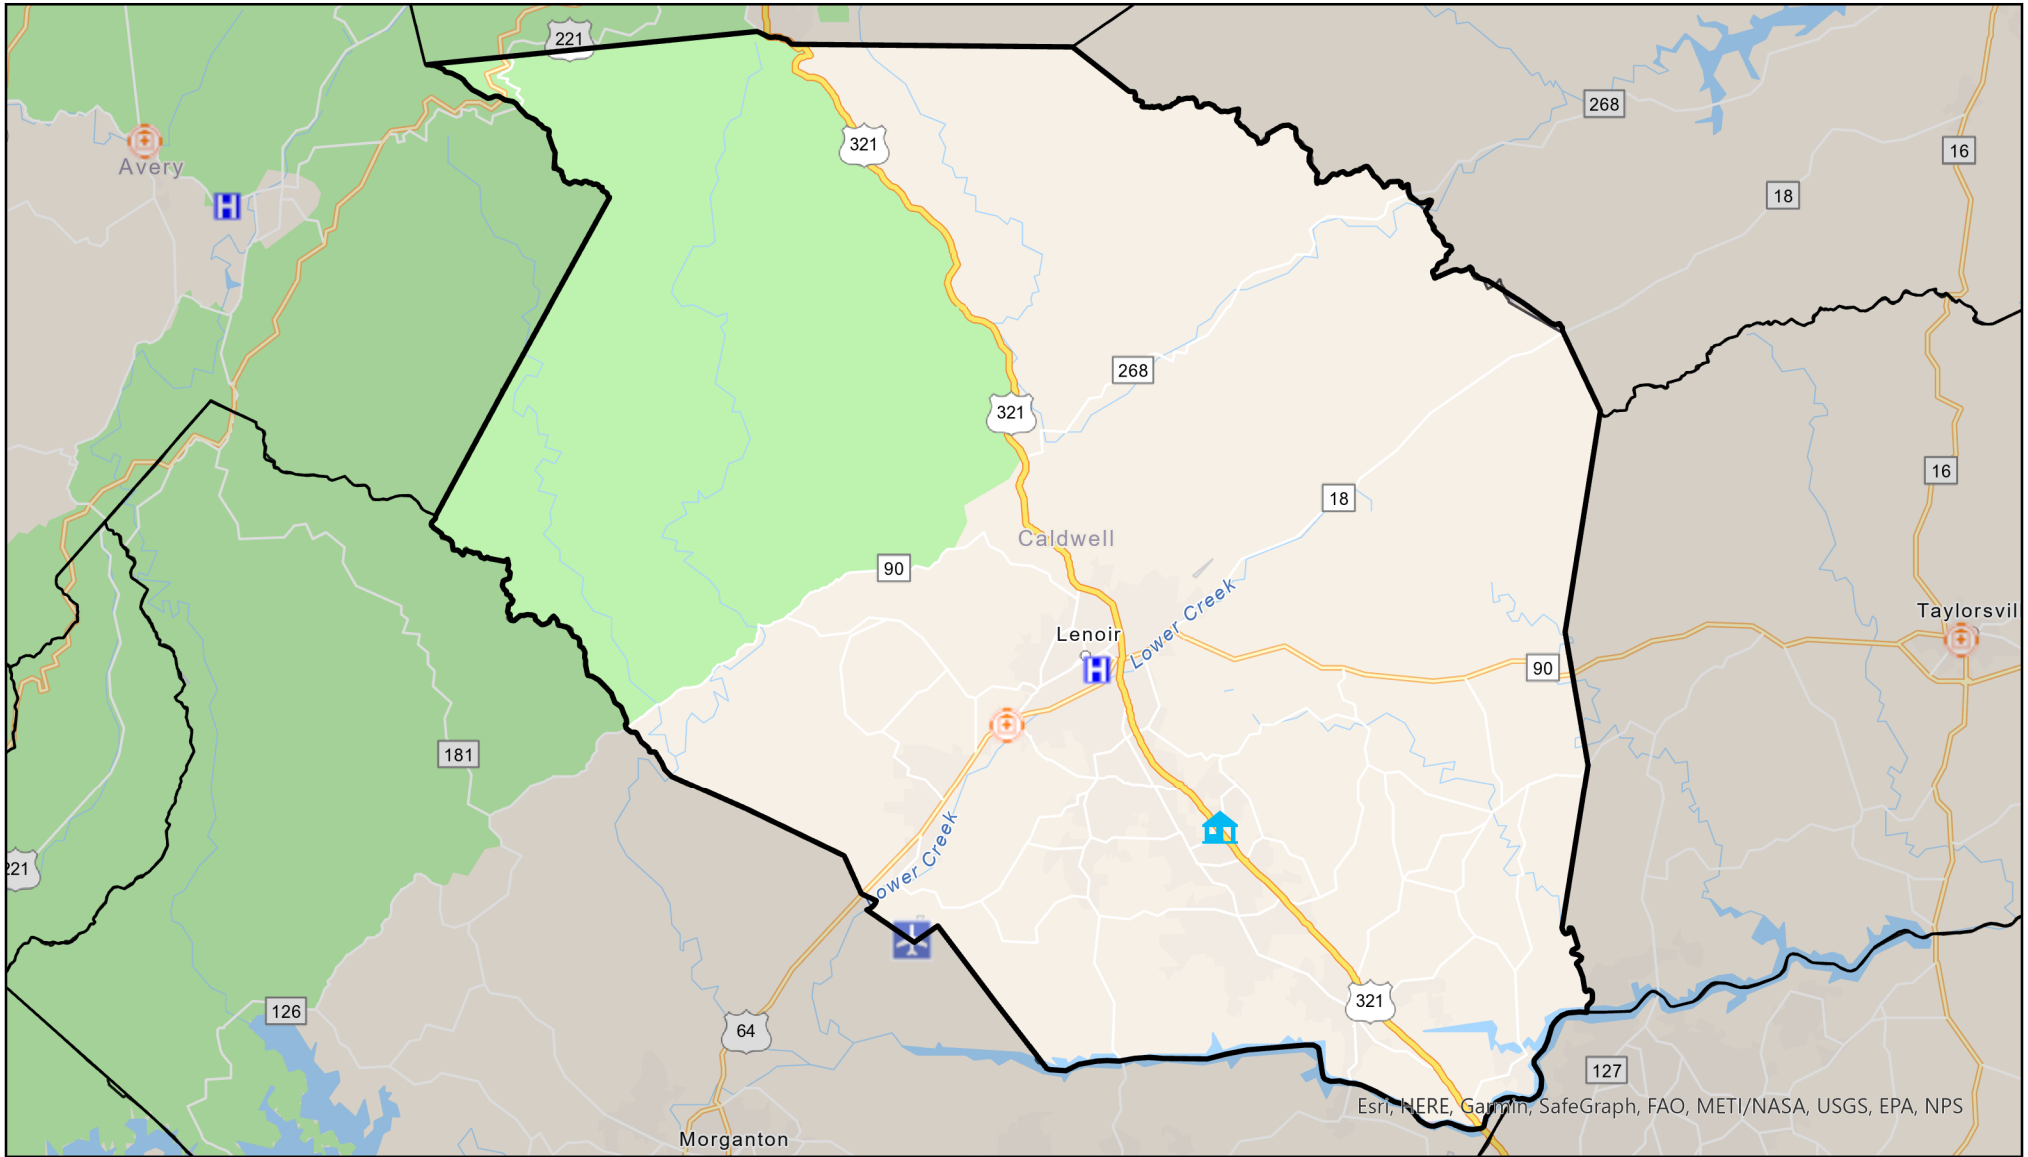 221
268
321
16
Avery
18
268
321
16
18
Caldwell
90
Lower Creek
Taylorsvil
Lenoir
H
H
90
181
Lower Creek
221
321
126
64
127
Esri, HERE, Garmin, SafeGraph, FAO, METI/NASA, USGS, EPA, NPS
Morganton